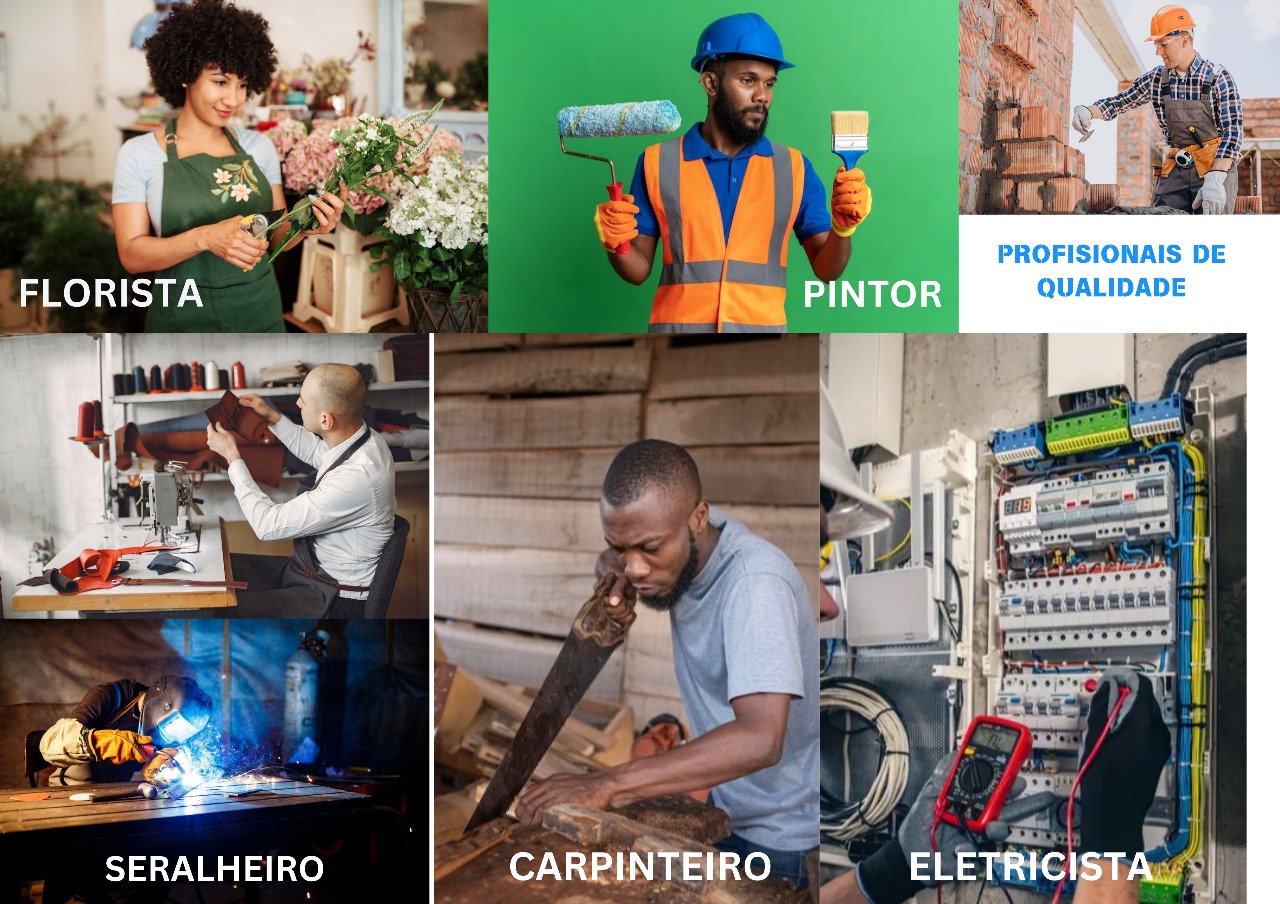 FLORISTA
PINTOR
PROFISIONAIS DE
QUALIDADE
SERALHEIRO
CARPINTEIRO
ELETRICISTA